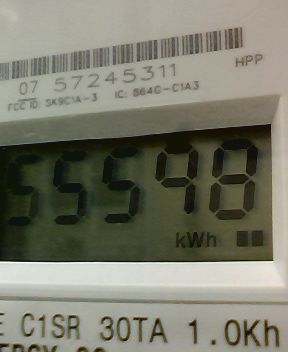 HPP
07 57245311
FCC ID: SK9C1A-3 IC: 864G-C1A3
55598
kWh
C1SR 30TA 1.0Kh